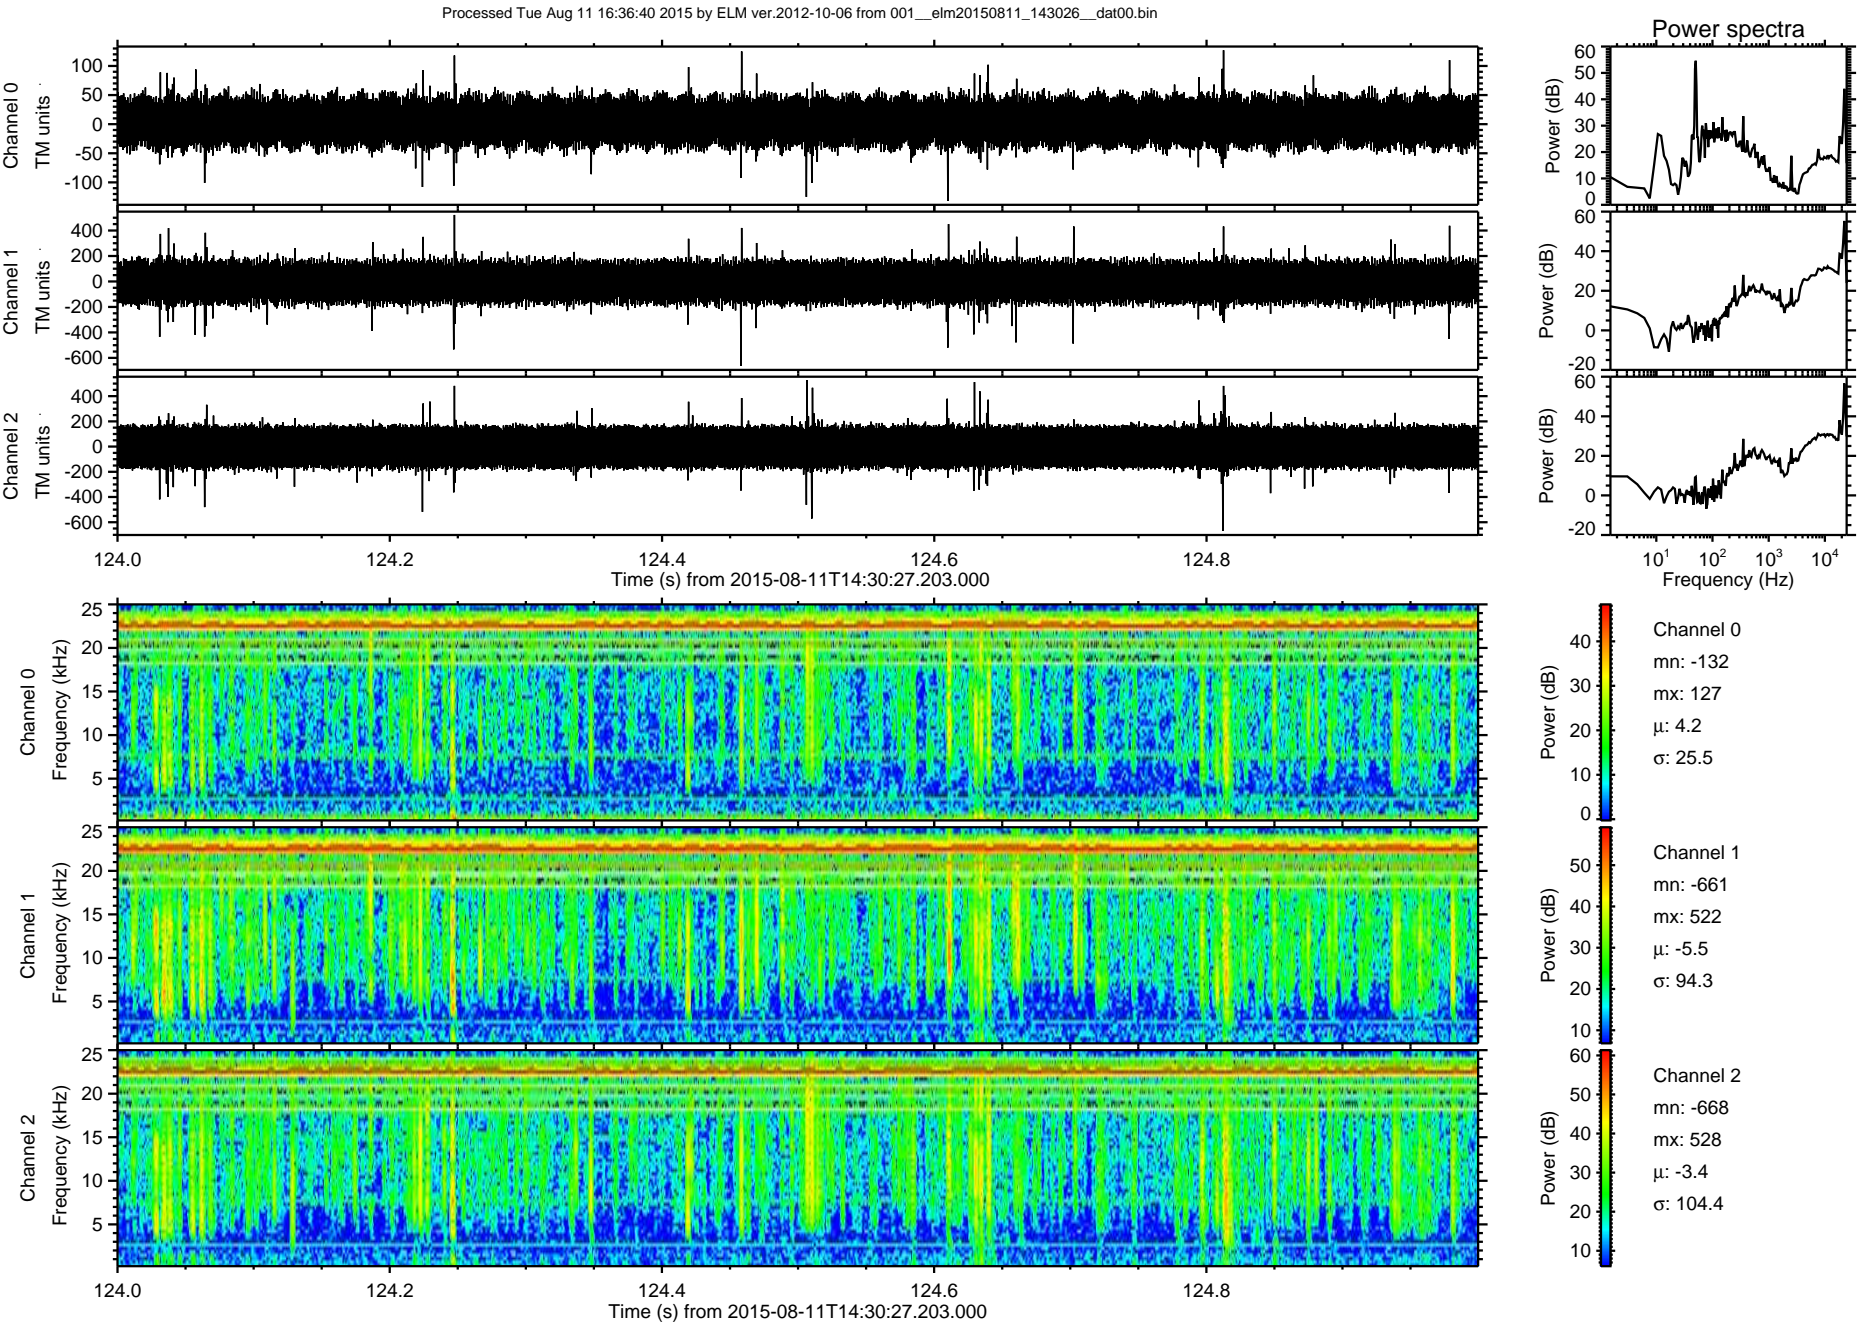 Processed Tue Aug 11 16:36:40 2015 by ELM ver.2012-10-06 from 001__elm20150811_143026__dat00.bin
Power spectra
Channel 0
TM units
100
50
0
-50
-100
Power (dB)
60
50
40
30
20
10
0
Channel 1
TM units
400
200
0
-200
-400
-600
Power (dB)
60
40
20
0
-20
Channel 2
TM units
400
200
0
-200
-400
-600
Power (dB)
60
40
20
0
-20
124.0 124.2 124.4 124.6 124.8
Time (s) from 2015-08-11T14:30:27.203.000
10^1 10^2 10^3 10^4
Frequency (Hz)
Channel 0
Frequency (kHz)
25
20
15
10
5
Power (dB)
40
30
20
10
0
Channel 0
mn: -132
mx: 127
μ: 4.2
σ: 25.5
Channel 1
Frequency (kHz)
25
20
15
10
5
Power (dB)
50
40
30
20
10
Channel 1
mn: -661
mx: 522
μ: -5.5
σ: 94.3
Channel 2
Frequency (kHz)
25
20
15
10
5
Power (dB)
60
50
40
30
20
10
Channel 2
mn: -668
mx: 528
μ: -3.4
σ: 104.4
124.0 124.2 124.4 124.6 124.8
Time (s) from 2015-08-11T14:30:27.203.000